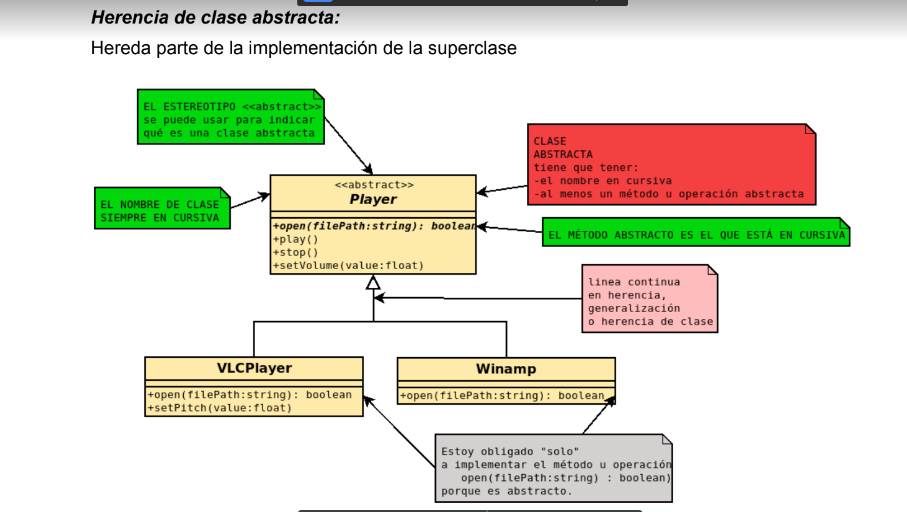 Herencia de clase abstracta:
Hereda parte de la implementación de la superclase
EL ESTEREOTIPO <<abstract>>
se puede usar para indicar
qué es una clase abstracta
CLASE
ABSTRACTA
tiene que tener:
-el nombre en cursiva
-al menos un método u operación abstracta
EL NOMBRE DE CLASE
SIEMPRE EN CURSIVA
<<abstract>>
Player
+open(filePath:string): boolean
+play()
+stop()
+setVolume(value:float)
EL MÉTODO ABSTRACTO ES EL QUE ESTÁ EN CURSIVA
linea continua
en herencia,
generalización
o herencia de clase
VLCPlayer
+open(filePath:string): boolean
+setPitch(value:float)
Winamp
+open(filePath:string): boolean
Estoy obligado "solo"
a implementar el método u operación
open(filePath:string) : boolean)
porque es abstracto.